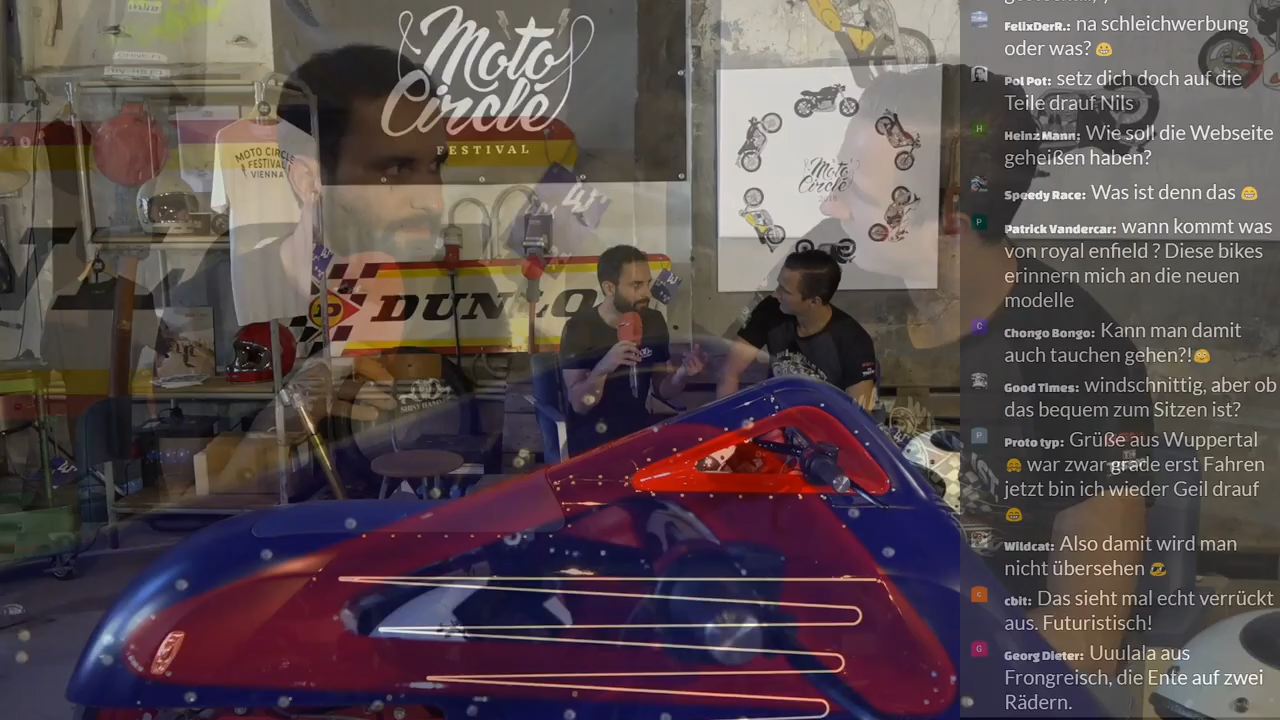 Moto
Circle
FESTIVAL
MOTO CIRCLE
FESTIVAL
VIENNA
Moto
Circle
D
DUNLO
FelixDerR.: na schleichwerbung
oder was? 😬
Pol Pot: setz dich doch auf die
Teile drauf Nils
H
Heinz Mann: Wie soll die Webseite
geheißen haben?
Speedy Race: Was ist denn das 😁
P
Patrick Vandercar: wann kommt was
von royal enfield ? Diese bikes
erinnern mich an die neuen
modelle
C
Chongo Bongo: Kann man damit
auch tauchen gehen?!
Good Times: windschnittig, aber ob
das bequem zum Sitzen ist?
P
Proto typ: Grüße aus Wuppertal
war zwar grade erst Fahren
jetzt bin ich wieder Geil drauf
😁
Wildcat: Also damit wird man
nicht übersehen
c
cbit: Das sieht mal echt verrückt
aus. Futuristisch!
G
Georg Dieter: Uuulala aus
Frongreisch, die Ente auf zwei
Rädern.